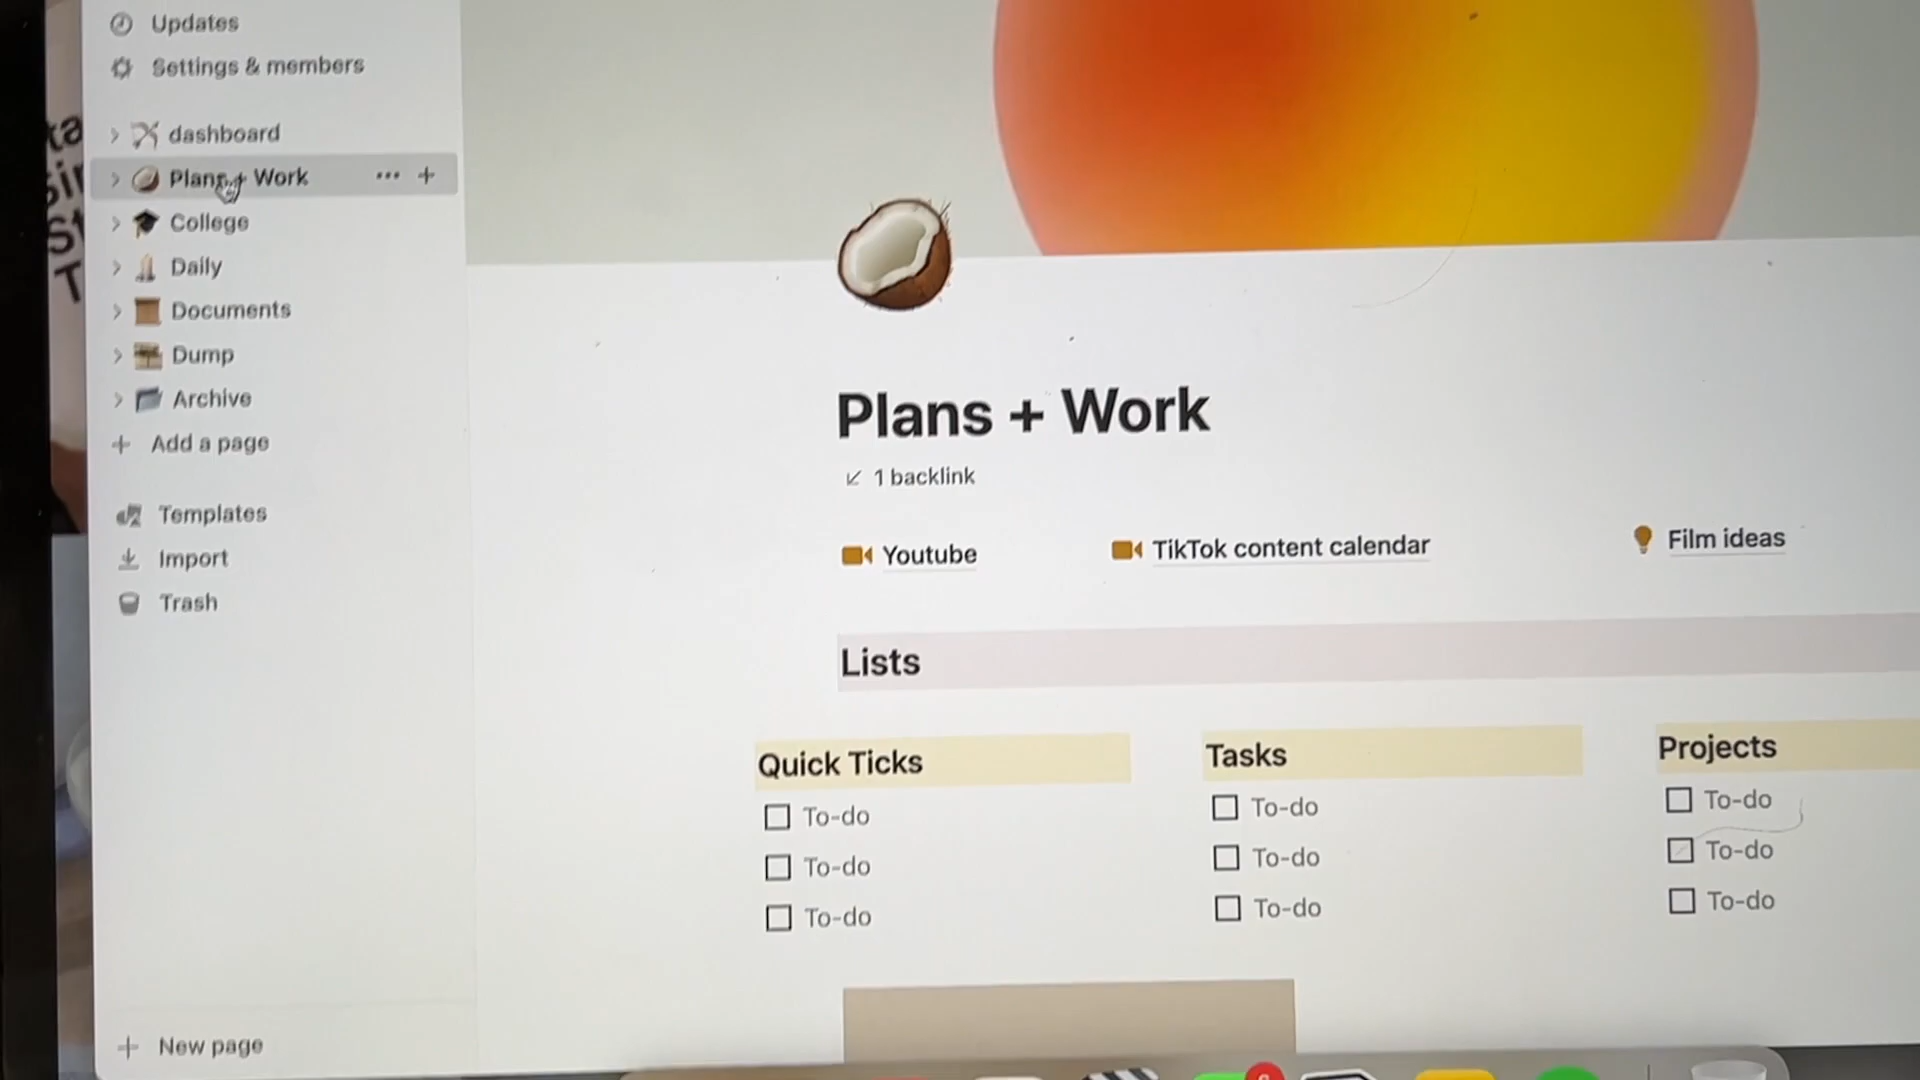 Updates
Settings & members
dashboard
Plans + Work
College
Daily
Documents
Dump
Archive
Add a page
Templates
Import
Trash
New page
Plans + Work
1 backlink
Youtube
TikTok content calendar
Film ideas
Lists
Quick Ticks
To-do
To-do
To-do
Tasks
To-do
To-do
To-do
Projects
To-do
To-do
To-do